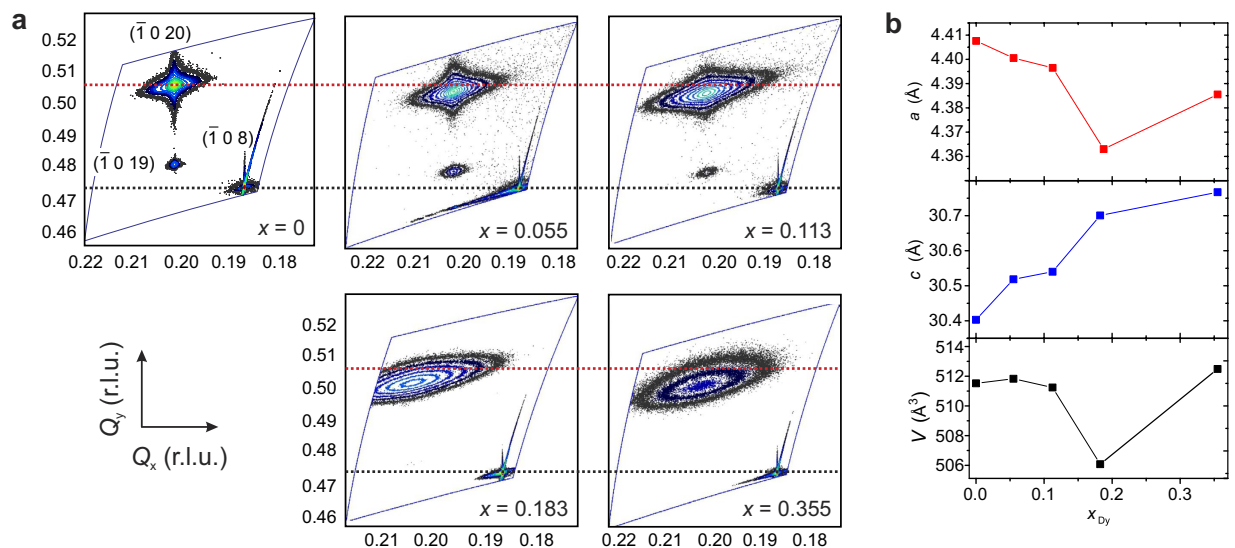 a
(1̄ 0 20)
(1̄ 0 19)
(1̄ 0 8)
x = 0
0.52
0.51
0.50
0.49
0.48
0.47
0.46
0.22 0.21 0.20 0.19 0.18
x = 0.055
0.22 0.21 0.20 0.19 0.18
x = 0.113
0.22 0.21 0.20 0.19 0.18
Qy (r.l.u.)
Qx (r.l.u.)
0.52
0.51
0.50
0.49
0.48
0.47
0.46
x = 0.183
0.21 0.20 0.19 0.18
x = 0.355
0.21 0.20 0.19 0.18
b
a (Å)
4.41
4.40
4.39
4.38
4.37
4.36
c (Å)
30.7
30.6
30.5
30.4
V (Å³)
514
512
510
508
506
0.0 0.1 0.2 0.3
xDy